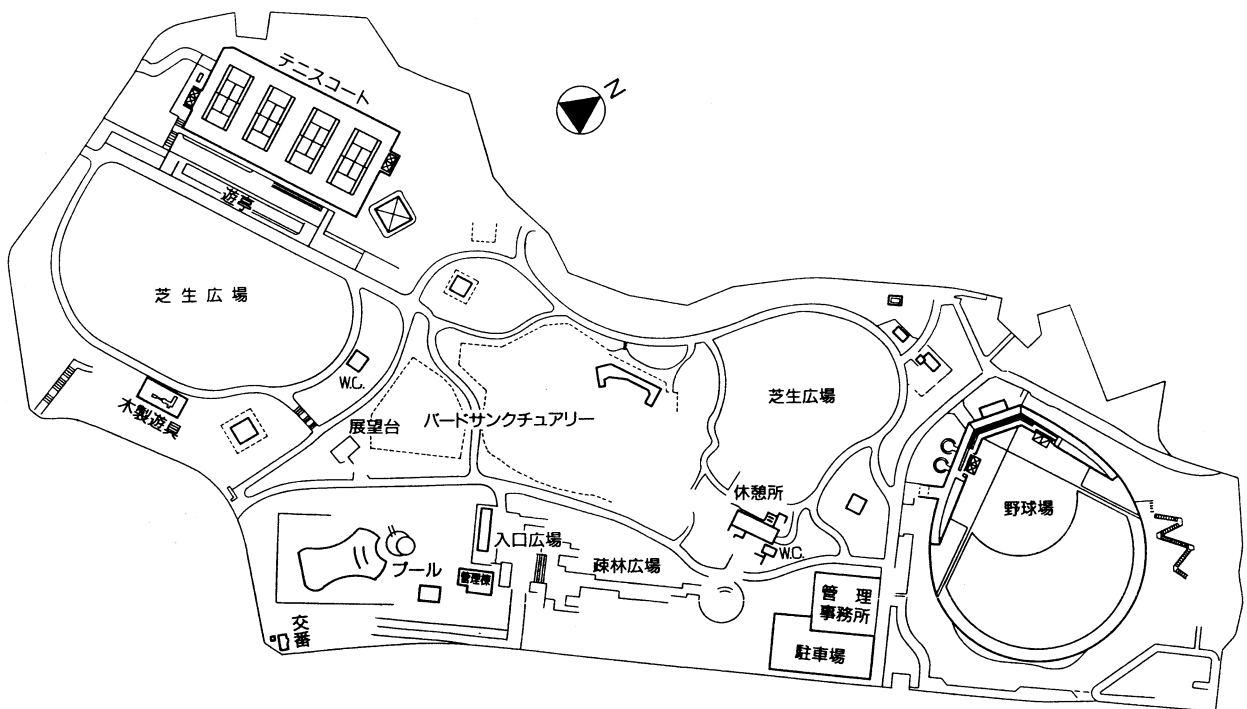 テニスコート
N
遊亭
芝生広場
W.C.
木製遊具
展望台
バードサンクチュアリー
芝生広場
休憩所
W.C.
野球場
入口広場
疎林広場
プール
管理棟
管理
事務所
交番
駐車場